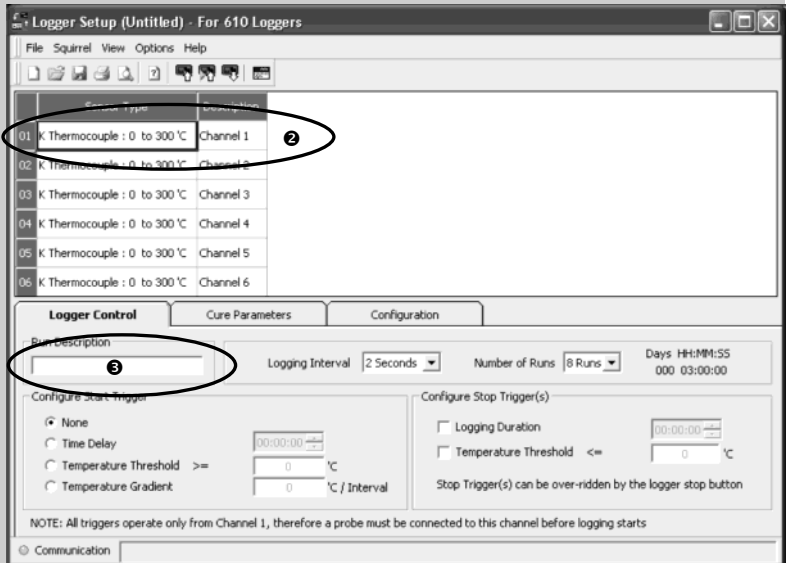 Logger Setup (Untitled) - For 610 Loggers
File Squirrel View Options Help
Sensor Type Description
01 K Thermocouple : 0 to 300 'C Channel 1 ❷
02 K Thermocouple : 0 to 300 'C Channel 2
03 K Thermocouple : 0 to 300 'C Channel 3
04 K Thermocouple : 0 to 300 'C Channel 4
05 K Thermocouple : 0 to 300 'C Channel 5
06 K Thermocouple : 0 to 300 'C Channel 6
Logger Control Cure Parameters Configuration
Run Description
❸
Logging Interval 2 Seconds Number of Runs 8 Runs Days HH:MM:SS
000 03:00:00
Configure Start Trigger
None
Time Delay 00:00:00
Temperature Threshold >= 0 'C
Temperature Gradient 0 'C / Interval
Configure Stop Trigger(s)
Logging Duration 00:00:00
Temperature Threshold <= 0 'C
Stop Trigger(s) can be over-ridden by the logger stop button
NOTE: All triggers operate only from Channel 1, therefore a probe must be connected to this channel before logging starts
Communication